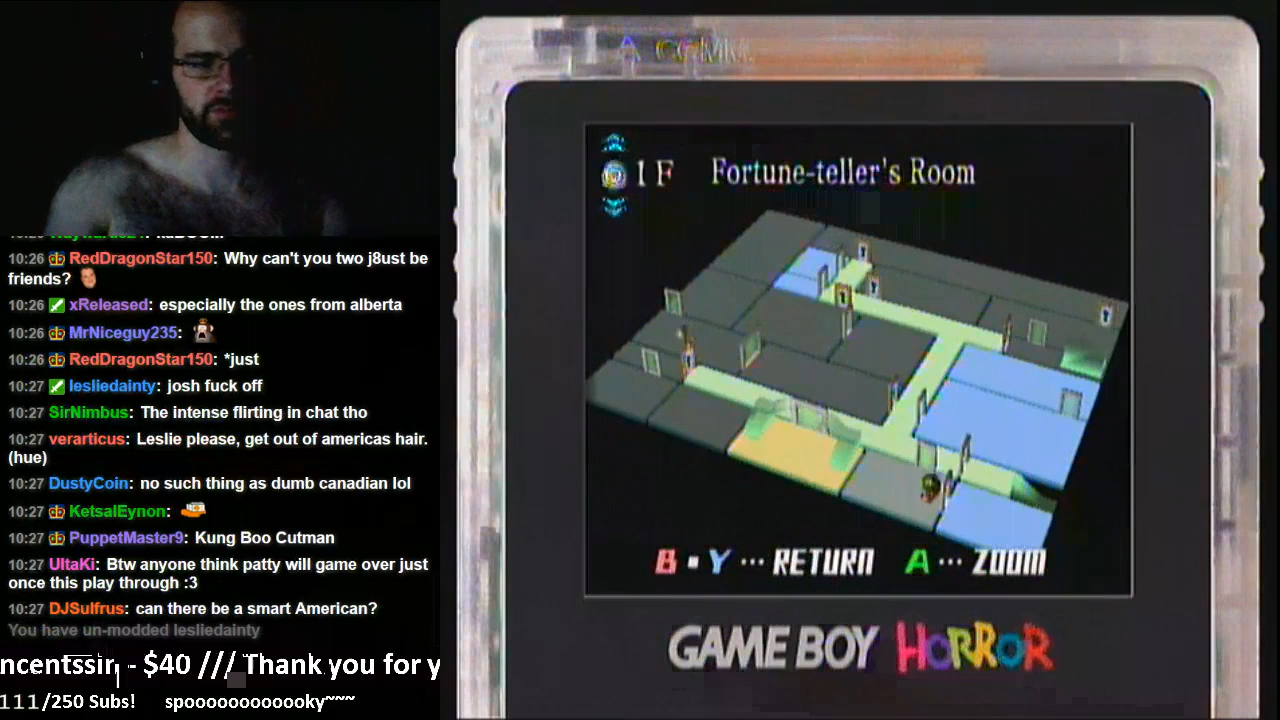 10:26 RedDragonStar150: Why can't you two j8ust be
friends?
10:26 xReleased: especially the ones from alberta
10:26 MrNiceguy235:
10:26 RedDragonStar150: *just
10:27 lesliedainty: josh fuck off
10:27 SirNimbus: The intense flirting in chat tho
10:27 verarticus: Leslie please, get out of americas hair.
(hue)
10:27 DustyCoin: no such thing as dumb canadian lol
10:27 KetsalEynon:
10:27 PuppetMaster9: Kung Boo Cutman
10:27 UltaKi: Btw anyone think patty will game over just
once this play through :3
10:27 DJSulfrus: can there be a smart American?
You have un-modded lesliedainty
- $40 /// Thank you for y
111/250 Subs! spooooooooooooky~~~
1F Fortune-teller's Room
B • Y ... RETURN A ... ZOOM
GAME BOY HORROR